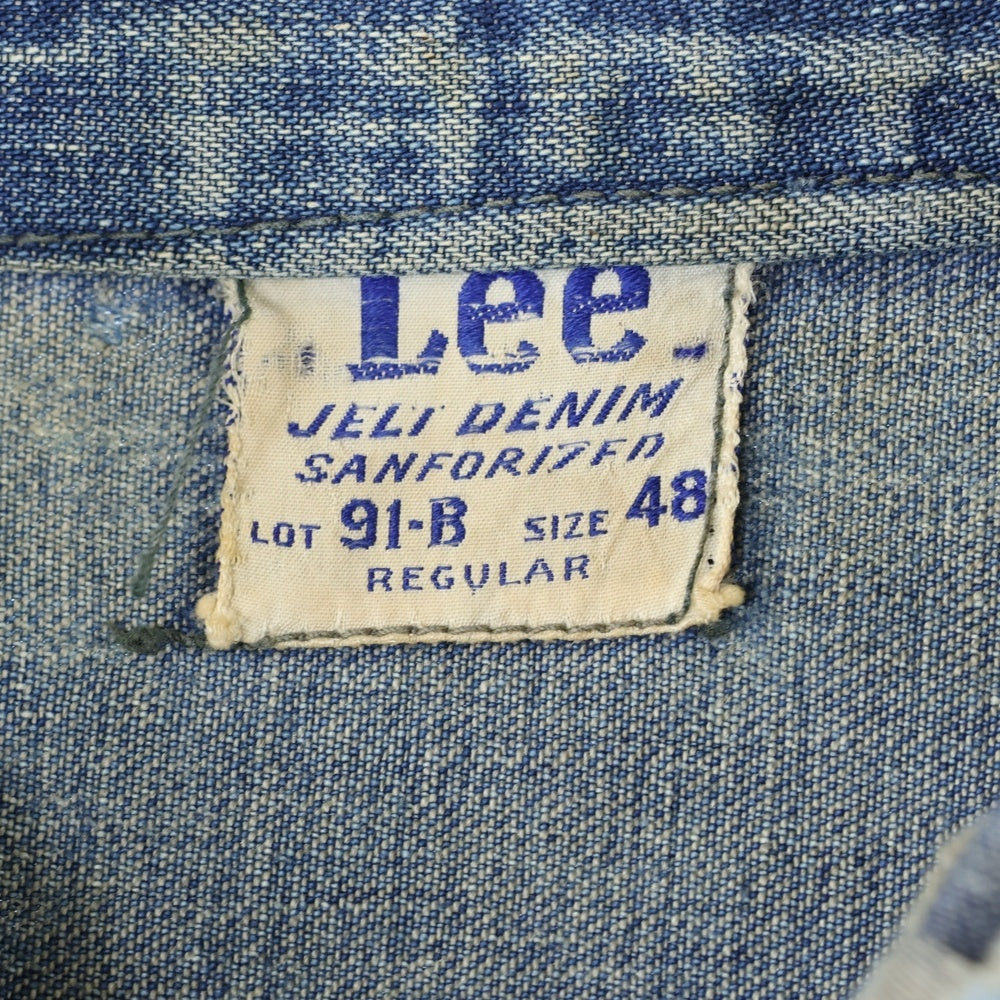 Lee
JELT DENIM
SANFORIZED
LOT 91-B SIZE 48
REGULAR